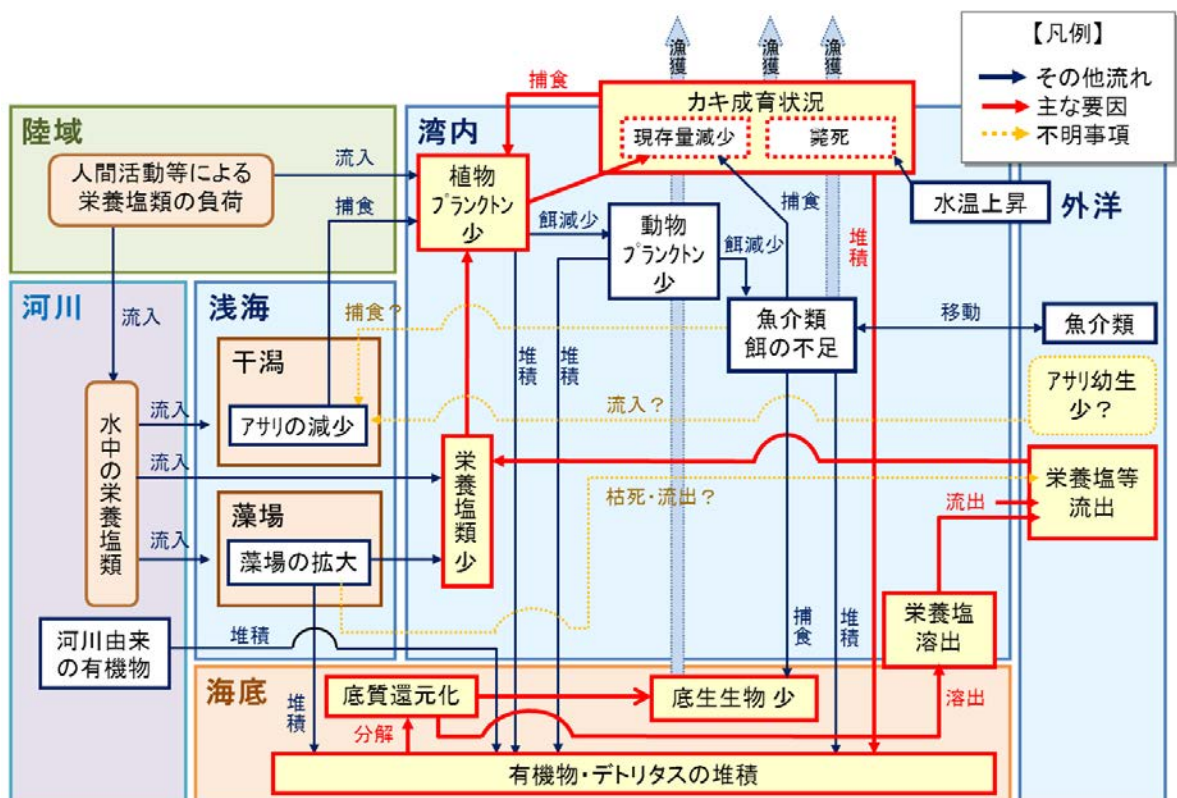 漁獲
漁獲
漁獲
【凡例】
その他流れ
主な要因
不明事項
陸域
人間活動等による
栄養塩類の負荷
流入
捕食
流入
河川
水中の栄養塩類
流入
流入
流入
河川由来
の有機物
堆積
浅海
干潟
アサリの減少
藻場
藻場の拡大
堆積
湾内
捕食
カキ成育状況
現存量減少
斃死
植物
プランクトン
少
餌減少
動物
プランクトン
少
餌減少
捕食
水温上昇
堆積
魚介類
餌の不足
移動
捕食?
堆積
堆積
流入?
栄養塩類 少
枯死・流出?
捕食
堆積
外洋
魚介類
アサリ幼生
少?
栄養塩等
流出
流出
栄養塩
溶出
溶出
海底
底質還元化
底生生物 少
分解
有機物・デトリタスの堆積